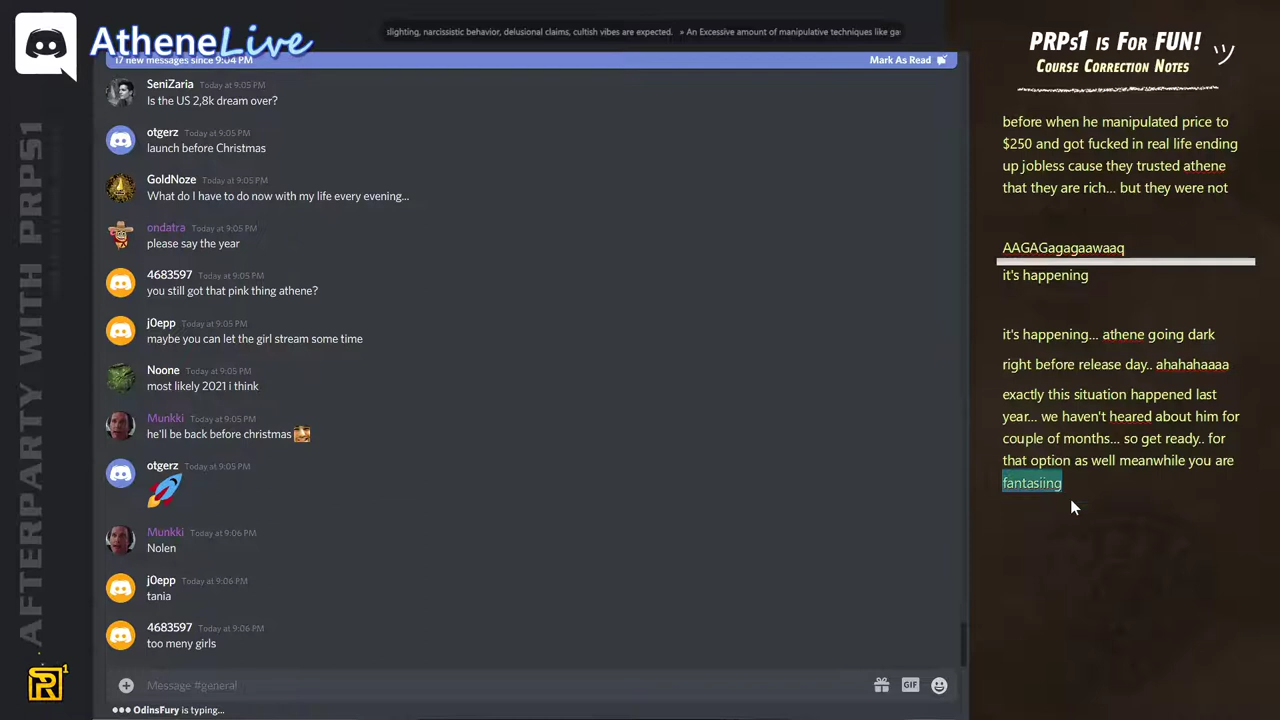 AtheneLive
slighting, narcissistic behavior, delusional claims, cultish vibes are expected. » An Excessive amount of manipulative techniques like ga
17 new messages since 9:04 PM
Mark As Read
SeniZaria Today at 9:05 PM
Is the US 2,8k dream over?
otgerz Today at 9:05 PM
launch before Christmas
GoldNoze Today at 9:05 PM
What do I have to do now with my life every evening...
ondatra Today at 9:05 PM
please say the year
4683597 Today at 9:05 PM
you still got that pink thing athene?
j0epp Today at 9:05 PM
maybe you can let the girl stream some time
Noone Today at 9:05 PM
most likely 2021 i think
Munkki Today at 9:05 PM
he'll be back before christmas
otgerz Today at 9:05 PM
Munkki Today at 9:06 PM
Nolen
j0epp Today at 9:06 PM
tania
4683597 Today at 9:06 PM
too meny girls
Message #general
GIF
OdinsFury is typing...
AFTERPARTY WITH PRPS1
R1
PRPs1 is For FUN! ツ
Course Correction Notes
before when he manipulated price to
$250 and got fucked in real life ending
up jobless cause they trusted athene
that they are rich... but they were not
AAGAGagagaawaaq
it's happening
it's happening... athene going dark
right before release day.. ahahahaaaa
exactly this situation happened last
year... we haven't heared about him for
couple of months... so get ready.. for
that option as well meanwhile you are
fantasiing